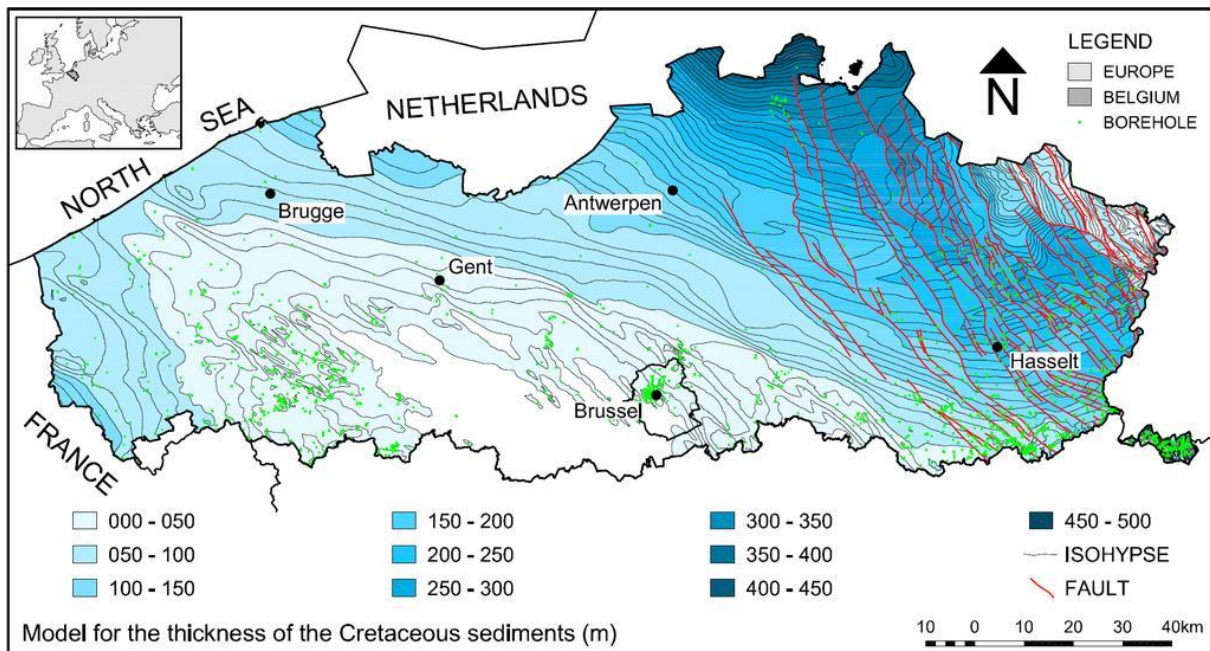 LEGEND
EUROPE
BELGIUM
BOREHOLE
N
NORTH SEA
NETHERLANDS
Brugge
Antwerpen
Gent
Hasselt
Brussel
FRANCE
000 - 050
050 - 100
100 - 150
150 - 200
200 - 250
250 - 300
300 - 350
350 - 400
400 - 450
450 - 500
ISOHYPSE
FAULT
Model for the thickness of the Cretaceous sediments (m)
10 0 10 20 30 40km